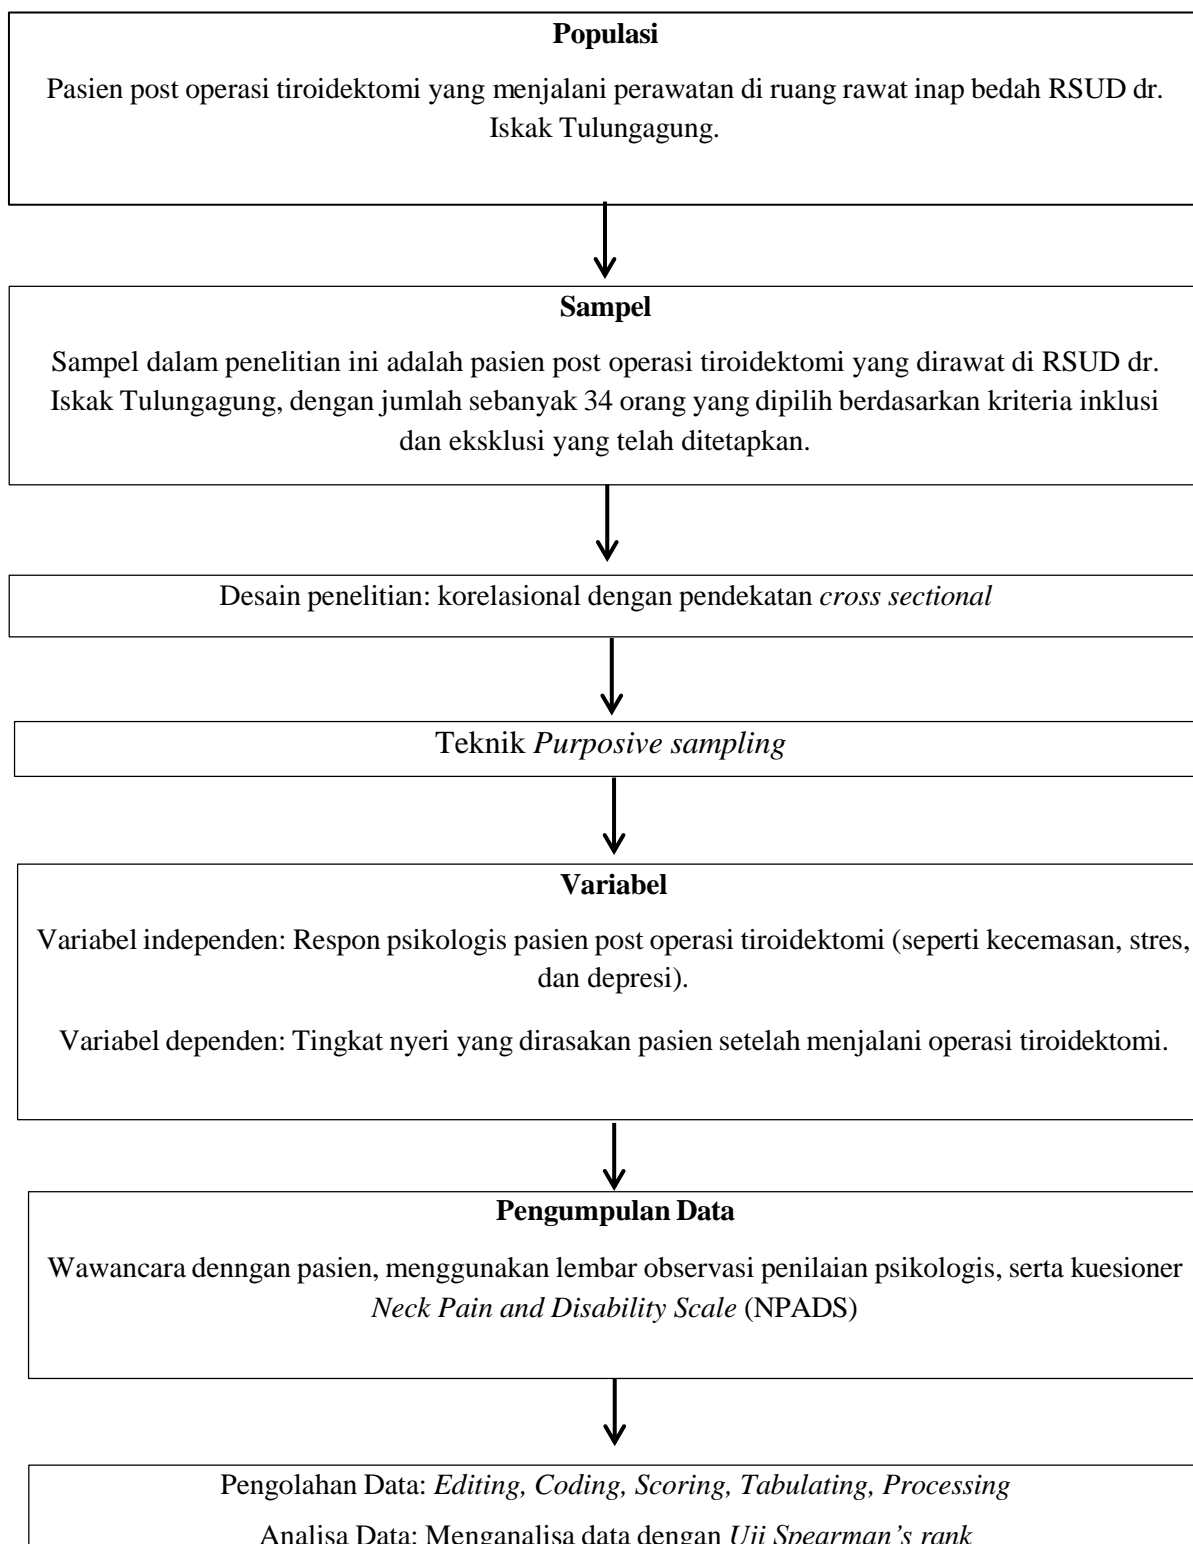 Populasi
Pasien post operasi tiroidektomi yang menjalani perawatan di ruang rawat inap bedah RSUD dr.
Iskak Tulungagung.
Sampel
Sampel dalam penelitian ini adalah pasien post operasi tiroidektomi yang dirawat di RSUD dr.
Iskak Tulungagung, dengan jumlah sebanyak 34 orang yang dipilih berdasarkan kriteria inklusi
dan eksklusi yang telah ditetapkan.
Desain penelitian: korelasional dengan pendekatan cross sectional
Teknik Purposive sampling
Variabel
Variabel independen: Respon psikologis pasien post operasi tiroidektomi (seperti kecemasan, stres,
dan depresi).
Variabel dependen: Tingkat nyeri yang dirasakan pasien setelah menjalani operasi tiroidektomi.
Pengumpulan Data
Wawancara denngan pasien, menggunakan lembar observasi penilaian psikologis, serta kuesioner
Neck Pain and Disability Scale (NPADS)
Pengolahan Data: Editing, Coding, Scoring, Tabulating, Processing
Analisa Data: Menganalisa data dengan Uji Spearman’s rank